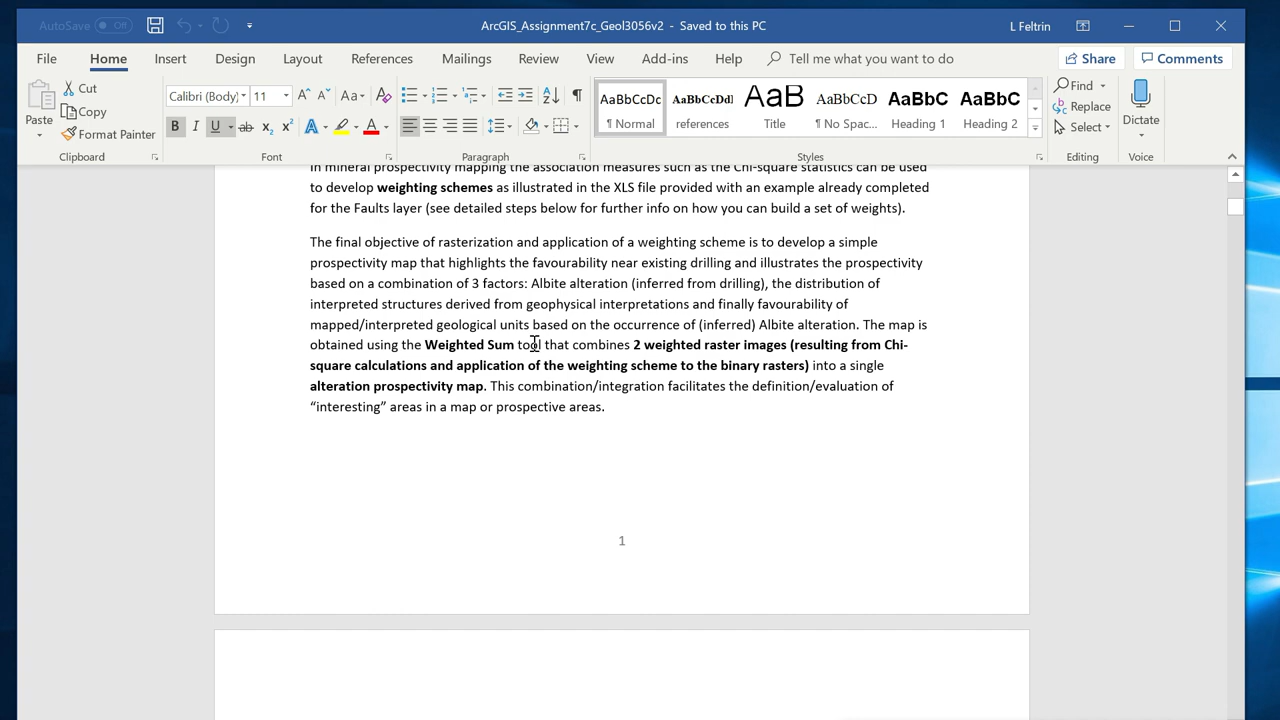 AutoSave Off ArcGIS_Assignment7c_Geol3056v2 - Saved to this PC L Feltrin
File Home Insert Design Layout References Mailings Review View Add-ins Help Tell me what you want to do Share Comments
Paste Cut Copy Format Painter
Calibri (Body) 11
AaBbCcDc AaBbCcDdI AaB AaBbCcD AaBbC AaBbC
¶ Normal references Title ¶ No Spac... Heading 1 Heading 2
Find Replace Select Dictate
Clipboard Font Paragraph Styles Editing Voice
In mineral prospectivity mapping the association measures such as the Chi-square statistics can be used
to develop weighting schemes as illustrated in the XLS file provided with an example already completed
for the Faults layer (see detailed steps below for further info on how you can build a set of weights).
The final objective of rasterization and application of a weighting scheme is to develop a simple
prospectivity map that highlights the favourability near existing drilling and illustrates the prospectivity
based on a combination of 3 factors: Albite alteration (inferred from drilling), the distribution of
interpreted structures derived from geophysical interpretations and finally favourability of
mapped/interpreted geological units based on the occurrence of (inferred) Albite alteration. The map is
obtained using the Weighted Sum tool that combines 2 weighted raster images (resulting from Chi-
square calculations and application of the weighting scheme to the binary rasters) into a single
alteration prospectivity map. This combination/integration facilitates the definition/evaluation of
“interesting” areas in a map or prospective areas.
1